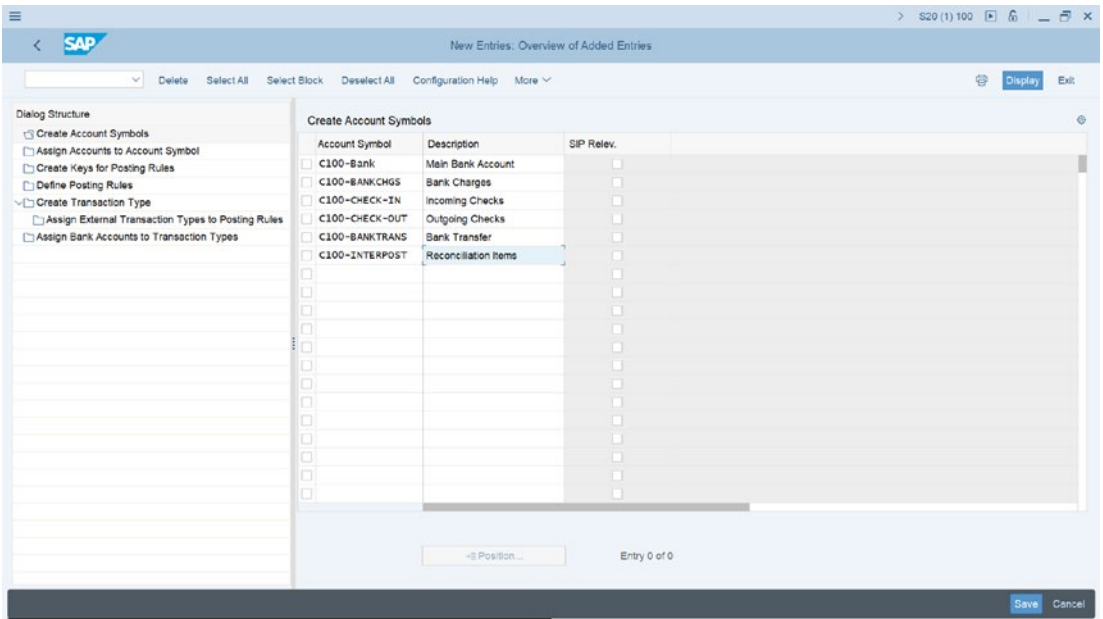 S20 (1) 100
SAP
New Entries: Overview of Added Entries
Delete Select All Select Block Deselect All Configuration Help More Display Exit
Dialog Structure
Create Account Symbols
Assign Accounts to Account Symbol
Create Keys for Posting Rules
Define Posting Rules
Create Transaction Type
Assign External Transaction Types to Posting Rules
Assign Bank Accounts to Transaction Types
Create Account Symbols
Account Symbol Description SIP Relev.
C100-Bank Main Bank Account
C100-BANKCHGS Bank Charges
C100-CHECK-IN Incoming Checks
C100-CHECK-OUT Outgoing Checks
C100-BANKTRANS Bank Transfer
C100-INTERPOST Reconciliation Items
Position... Entry 0 of 0
Save Cancel